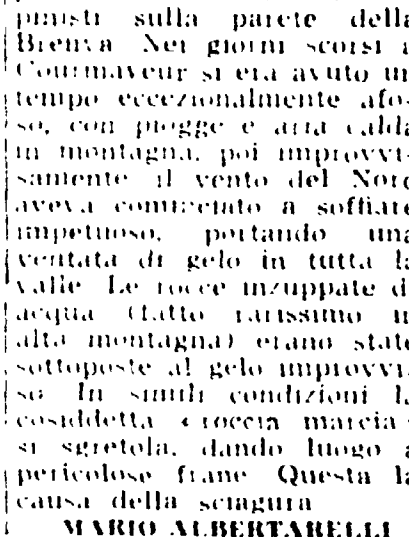 pinisti sulla parete della
Brenva Nei giorni scorsi a
Courmayeur si era avuto un
tempo eccezionalmente afo-
so, con piogge e aria calda
in montagna, poi improvvi-
samente il vento del Nord
aveva cominciato a soffiare
impetuoso, portando una
ventata di gelo in tutta la
valle Le rocce inzuppate di
acqua (fatto rarissimo in
alta montagna) erano state
sottoposte al gelo improvvi-
so In simili condizioni la
cosiddetta « roccia marcia »
si sgretola, dando luogo a
pericolose frane Questa la
causa della sciagura
MARIO ALBERTARELLI